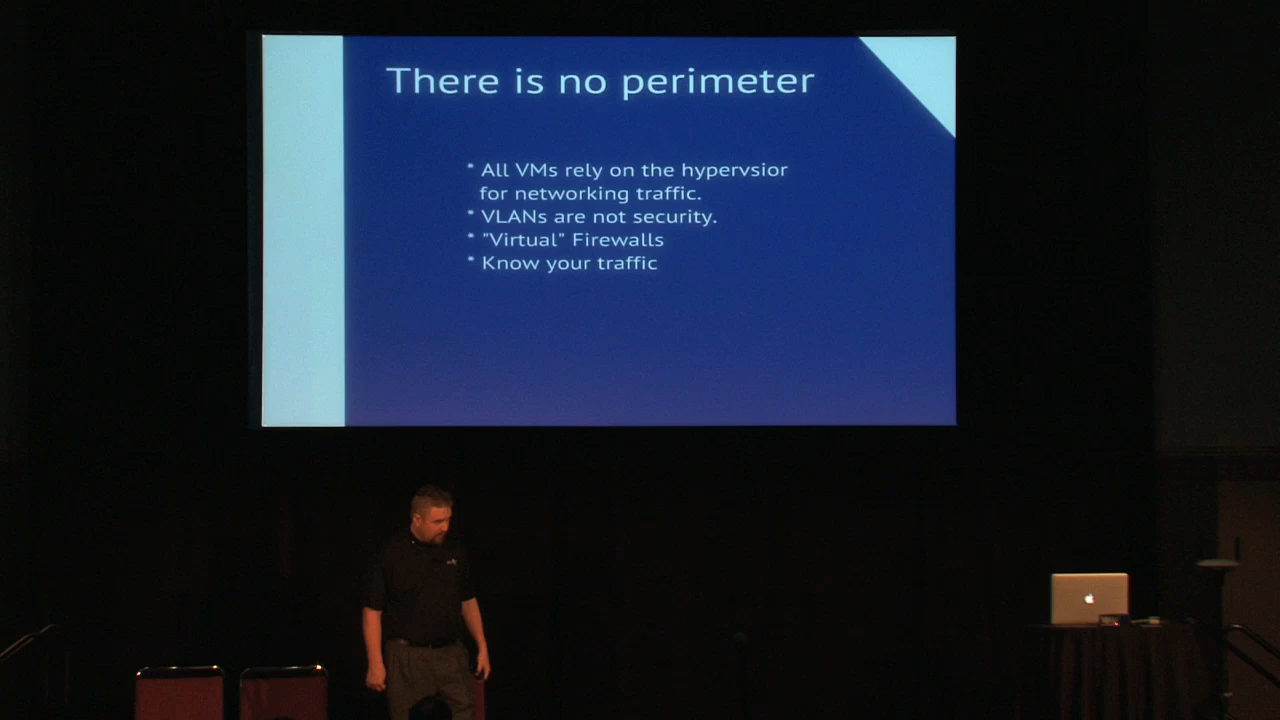 There is no perimeter
* All VMs rely on the hypervsior
for networking traffic.
* VLANs are not security.
* "Virtual" Firewalls
* Know your traffic